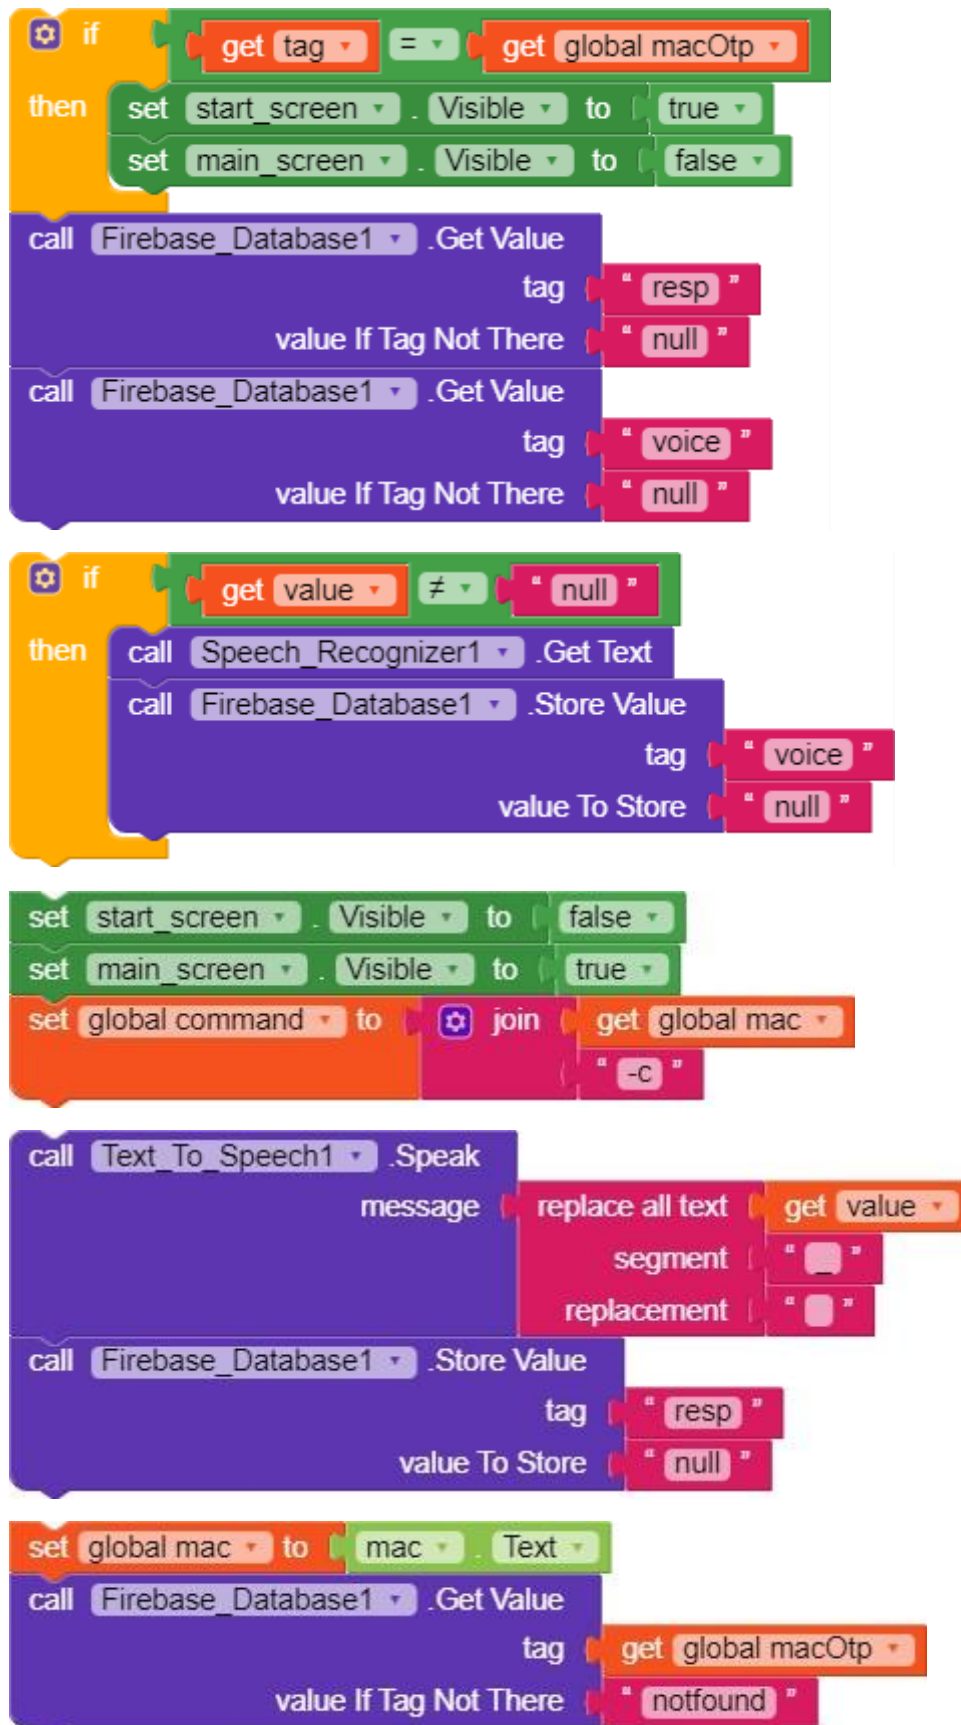 if get tag = get global macOtp
then set start_screen . Visible to true
set main_screen . Visible to false
call Firebase_Database1 .Get Value
tag “ resp ”
value If Tag Not There “ null ”
call Firebase_Database1 .Get Value
tag “ voice ”
value If Tag Not There “ null ”
if get value ≠ “ null ”
then call Speech_Recognizer1 .Get Text
call Firebase_Database1 .Store Value
tag “ voice ”
value To Store “ null ”
set start_screen . Visible to false
set main_screen . Visible to true
set global command to join get global mac
“ -c ”
call Text_To_Speech1 .Speak
message replace all text get value
segment “ _ ”
replacement “ ”
call Firebase_Database1 .Store Value
tag “ resp ”
value To Store “ null ”
set global mac to mac . Text
call Firebase_Database1 .Get Value
tag get global macOtp
value If Tag Not There “ notfound ”